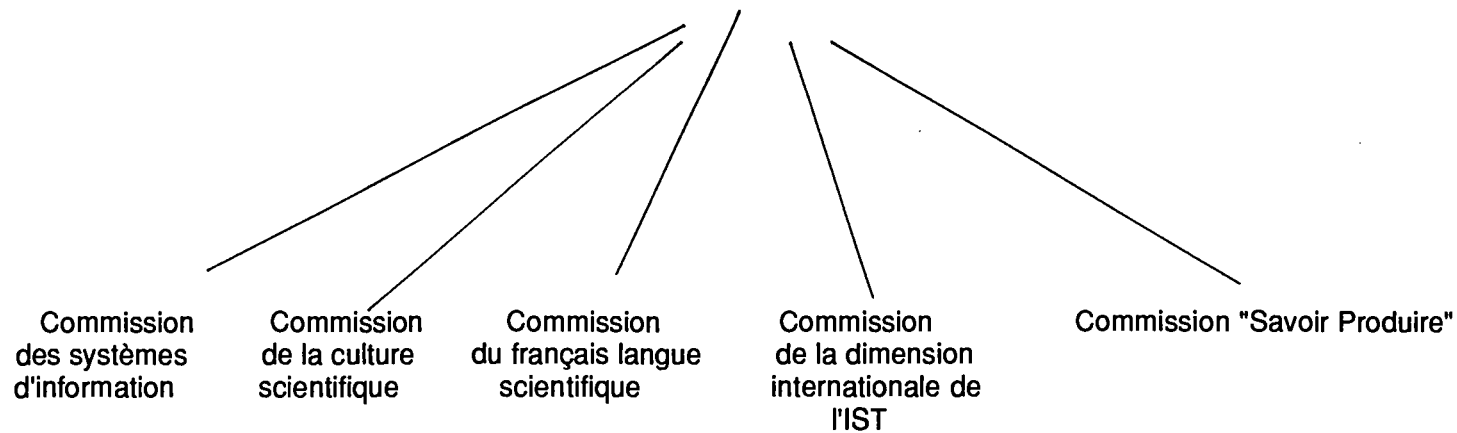 Commission
des systèmes
d'information
Commission
de la culture
scientifique
Commission
du français langue
scientifique
Commission
de la dimension
internationale de
l'IST
Commission "Savoir Produire"